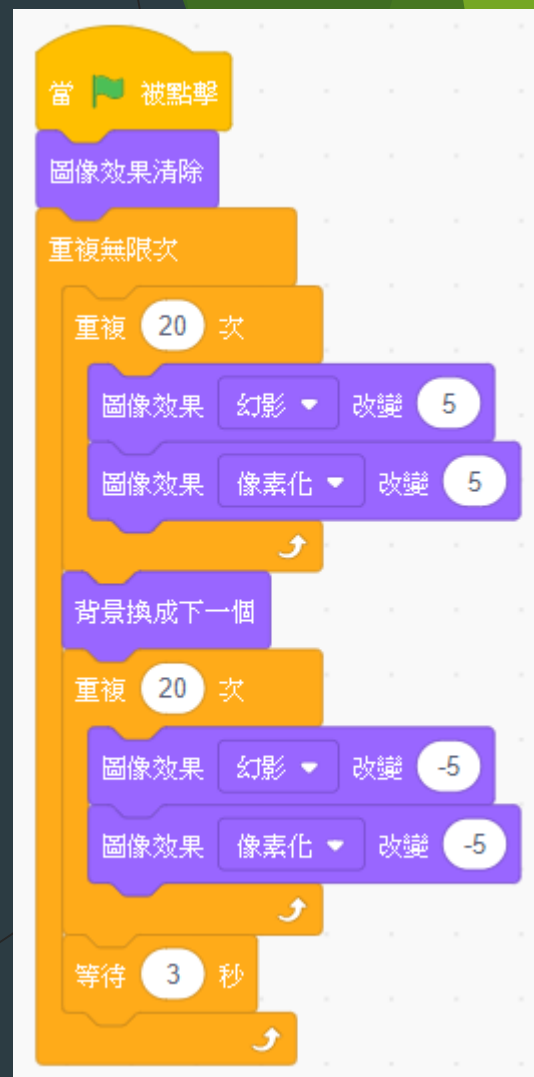 當 被點擊
圖像效果清除
重複無限次
重複 20 次
圖像效果 幻影 改變 5
圖像效果 像素化 改變 5
背景換成下一個
重複 20 次
圖像效果 幻影 改變 -5
圖像效果 像素化 改變 -5
等待 3 秒